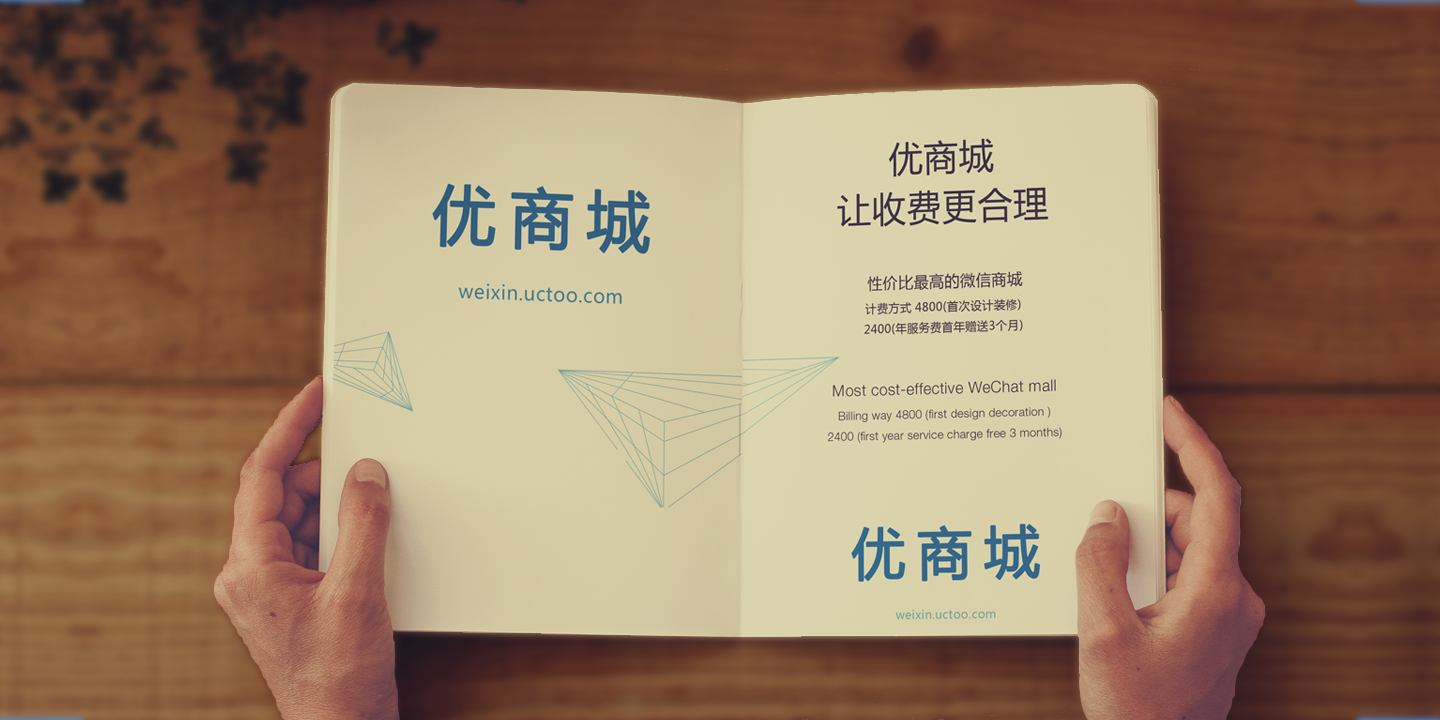 优商城
weixin.uctoo.com
优商城
让收费更合理
性价比最高的微信商城
计费方式 4800(首次设计装修)
2400(年服务费首年赠送3个月)
Most cost-effective WeChat mall
Billing way 4800 (first design decoration )
2400 (first year service charge free 3 months)
优商城
weixin.uctoo.com